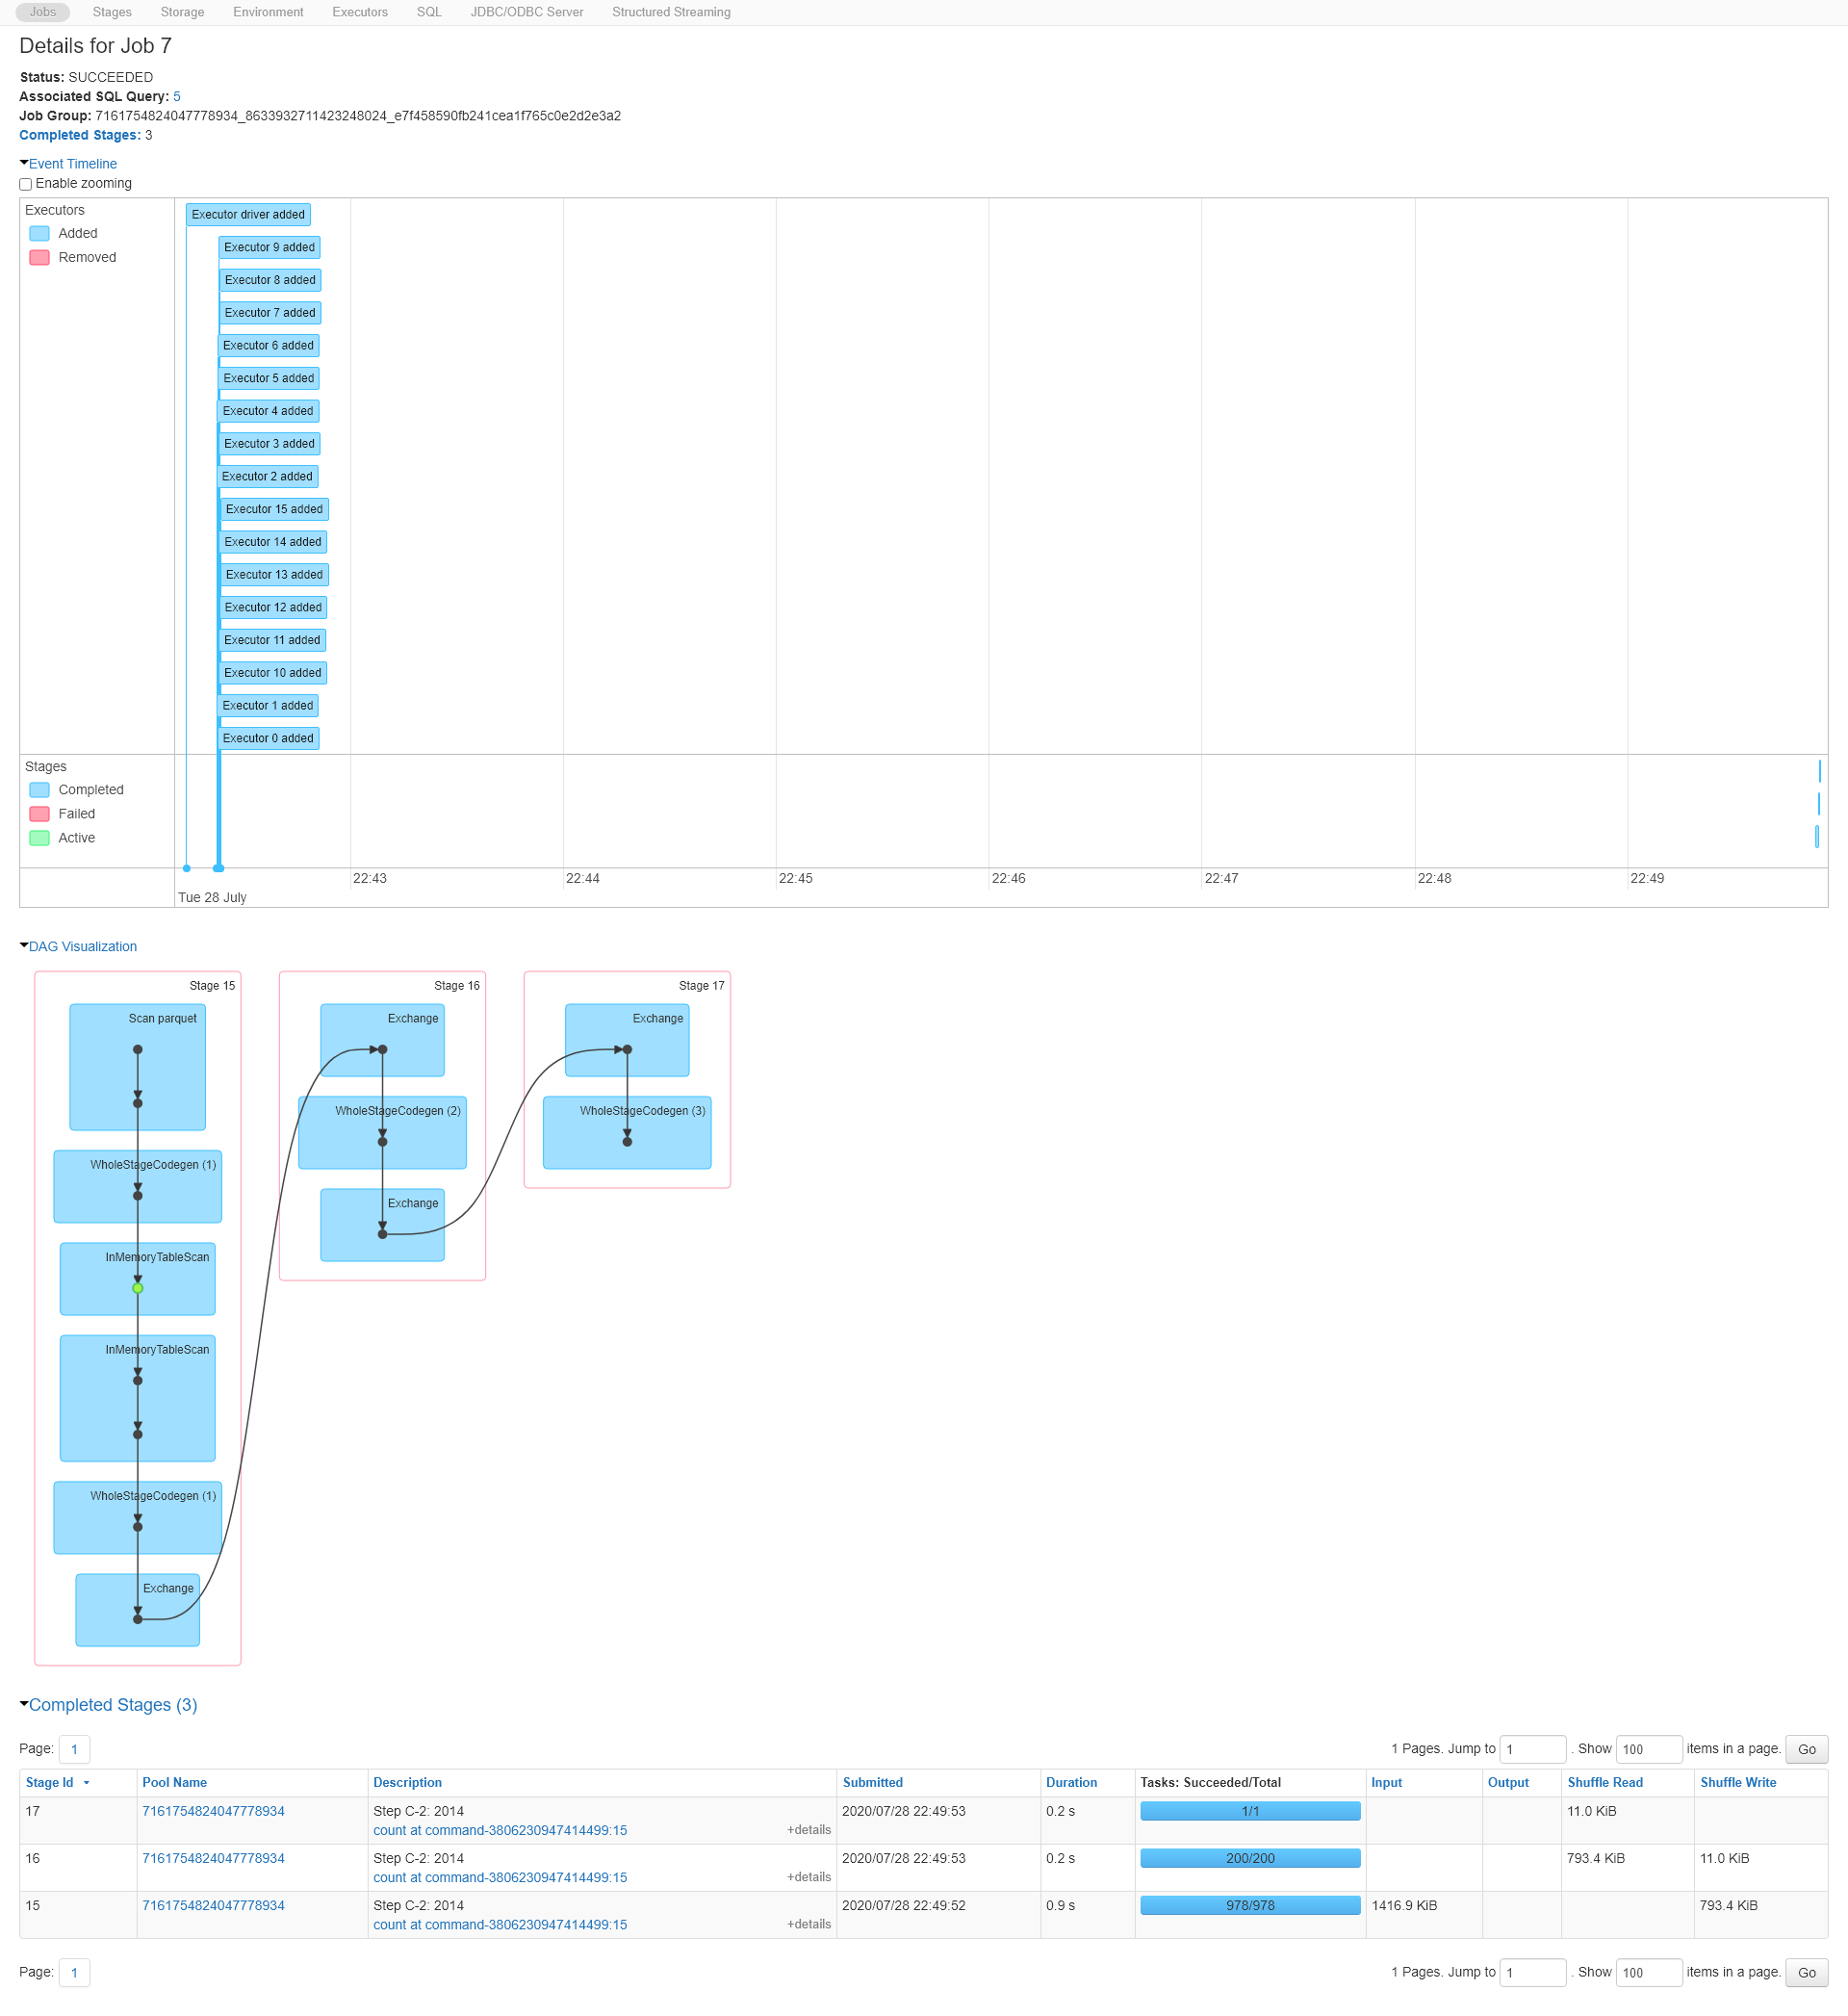 Jobs Stages Storage Environment Executors SQL JDBC/ODBC Server Structured Streaming
Details for Job 7
Status: SUCCEEDED
Associated SQL Query: 5
Job Group: 7161754824047778934_8633932711423248024_e7f458590fb241cea1f765c0e2d2e3a2
Completed Stages: 3
Event Timeline
Enable zooming
Executors
Added
Removed
Executor driver added
Executor 9 added
Executor 8 added
Executor 7 added
Executor 6 added
Executor 5 added
Executor 4 added
Executor 3 added
Executor 2 added
Executor 15 added
Executor 14 added
Executor 13 added
Executor 12 added
Executor 11 added
Executor 10 added
Executor 1 added
Executor 0 added
Stages
Completed
Failed
Active
22:43 22:44 22:45 22:46 22:47 22:48 22:49
Tue 28 July
DAG Visualization
Stage 15
Scan parquet
WholeStageCodegen (1)
InMemoryTableScan
InMemoryTableScan
WholeStageCodegen (1)
Exchange
Stage 16
Exchange
WholeStageCodegen (2)
Exchange
Stage 17
Exchange
WholeStageCodegen (3)
Completed Stages (3)
Page: 1 1 Pages. Jump to 1 . Show 100 items in a page. Go
Stage Id Pool Name Description Submitted Duration Tasks: Succeeded/Total Input Output Shuffle Read Shuffle Write
17 7161754824047778934 Step C-2: 2014 2020/07/28 22:49:53 0.2 s 1/1 11.0 KiB
count at command-3806230947414499:15 +details
16 7161754824047778934 Step C-2: 2014 2020/07/28 22:49:53 0.2 s 200/200 793.4 KiB 11.0 KiB
count at command-3806230947414499:15 +details
15 7161754824047778934 Step C-2: 2014 2020/07/28 22:49:52 0.9 s 978/978 1416.9 KiB 793.4 KiB
count at command-3806230947414499:15 +details
Page: 1 1 Pages. Jump to 1 . Show 100 items in a page. Go